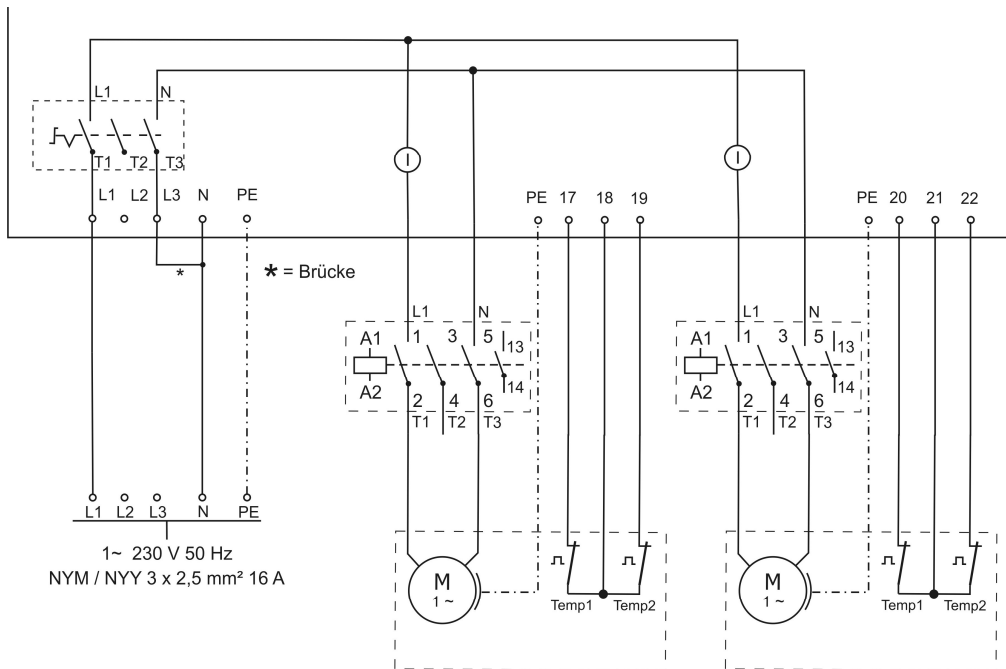 L1 N
T1 T2 T3
L1 L2 L3 N PE
PE 17 18 19
PE 20 21 22
I
I
*
* = Brücke
L1 N
A1 1 3 5 13
A2 2 4 6 14
T1 T2 T3
L1 N
A1 1 3 5 13
A2 2 4 6 14
T1 T2 T3
L1 L2 L3 N PE
1~ 230 V 50 Hz
NYM / NYY 3 x 2,5 mm² 16 A
M
1 ~
Temp1 Temp2
M
1 ~
Temp1 Temp2